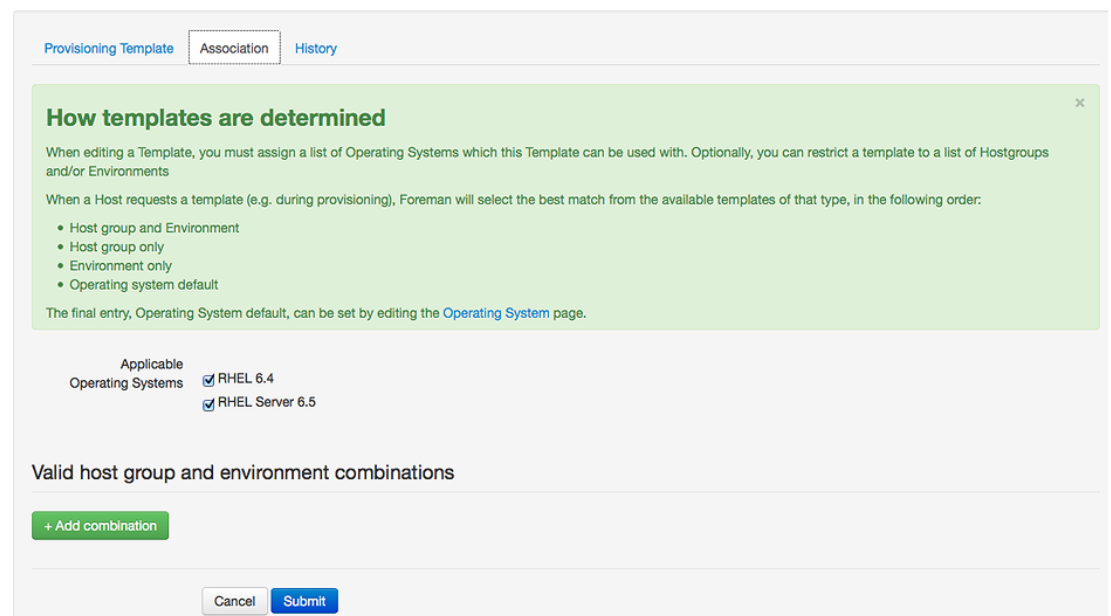 Provisioning Template Association History
How templates are determined ×
When editing a Template, you must assign a list of Operating Systems which this Template can be used with. Optionally, you can restrict a template to a list of Hostgroups
and/or Environments
When a Host requests a template (e.g. during provisioning), Foreman will select the best match from the available templates of that type, in the following order:
• Host group and Environment
• Host group only
• Environment only
• Operating system default
The final entry, Operating System default, can be set by editing the Operating System page.
Applicable
Operating Systems
RHEL 6.4
RHEL Server 6.5
Valid host group and environment combinations
+ Add combination
Cancel Submit